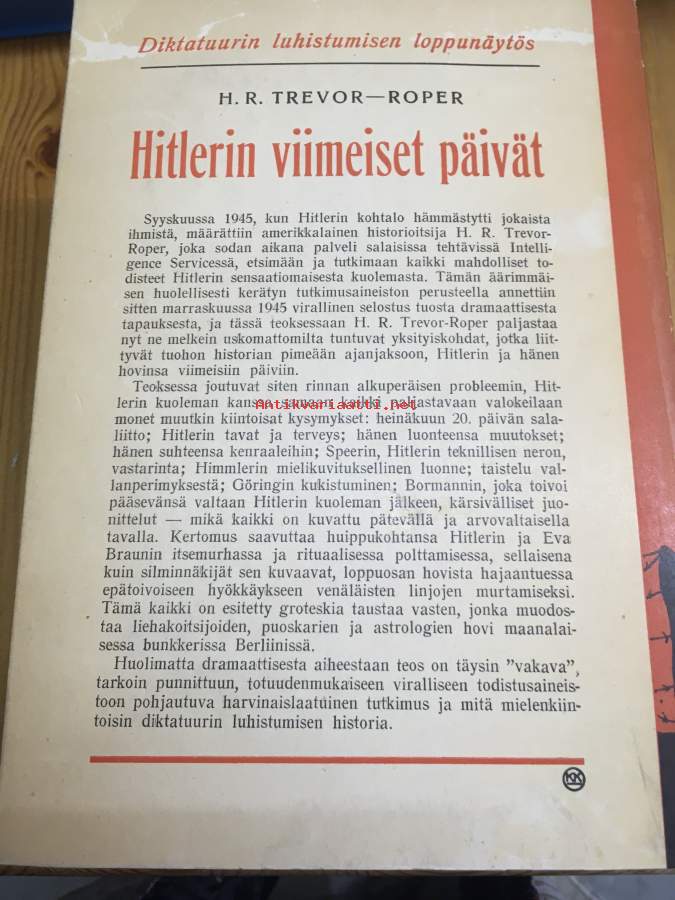 Diktatuurin luhistumisen loppunäytös
H. R. TREVOR—ROPER
Hitlerin viimeiset päivät
Syyskuussa 1945, kun Hitlerin kohtalo hämmästytti jokaista
ihmistä, määrättiin amerikkalainen historioitsija H. R. Trevor-
Roper, joka sodan aikana palveli salaisissa tehtävissä Intelli-
gence Servicessä, etsimään ja tutkimaan kaikki mahdolliset to-
disteet Hitlerin sensaatiomaisesta kuolemasta. Tämän äärimmäi-
sen huolellisesti kerätyn tutkimusaineiston perusteella annettiin
sitten marraskuussa 1945 virallinen selostus tuosta dramaattisesta
tapauksesta, ja tässä teoksessaan H. R. Trevor-Roper paljastaa
nyt ne melkein uskomattomilta tuntuvat yksityiskohdat, jotka liit-
tyvät tuohon historian pimeään ajanjaksoon, Hitlerin ja hänen
hovinsa viimeisiin päiviin.
Teoksessa joutuvat siten rinnan alkuperäisen probleemin, Hit-
lerin kuoleman kanssa samaan kaikki paljastavaan valokeilaan
Antikvariaatti.net
monet muutkin kiintoisat kysymykset: heinäkuun 20. päivän sala-
liitto; Hitlerin tavat ja terveys; hänen luonteensa muutokset;
hänen suhteensa kenraaleihin; Speerin, Hitlerin teknillisen neron,
vastarinta; Himmlerin mielikuvituksellinen luonne; taistelu val-
lanperimyksestä; Göringin kukistuminen; Bormannin, joka toivoi
pääsevänsä valtaan Hitlerin kuoleman jälkeen, kärsivälliset juo-
nittelut — mikä kaikki on kuvattu pätevällä ja arvovaltaisella
tavalla. Kertomus saavuttaa huippukohtansa Hitlerin ja Eva
Braunin itsemurhassa ja rituaalisessa polttamisessa, sellaisena
kuin silminnäkijät sen kuvaavat, loppuosan hovista hajaantuessa
epätoivoiseen hyökkäykseen venäläisten linjojen murtamiseksi.
Tämä kaikki on esitetty groteskia taustaa vasten, jonka muodos-
taa liehakoitsijoiden, puoskarien ja astrologien hovi maanalai-
sessa bunkkerissa Berliinissä.
Huolimatta dramaattisesta aiheestaan teos on täysin ”vakava”,
tarkoin punnittuun, totuudenmukaiseen viralliseen todistusaineis-
toon pohjautuva harvinaislaatuinen tutkimus ja mitä mielenkiin-
toisin diktatuurin luhistumisen historia.
KK